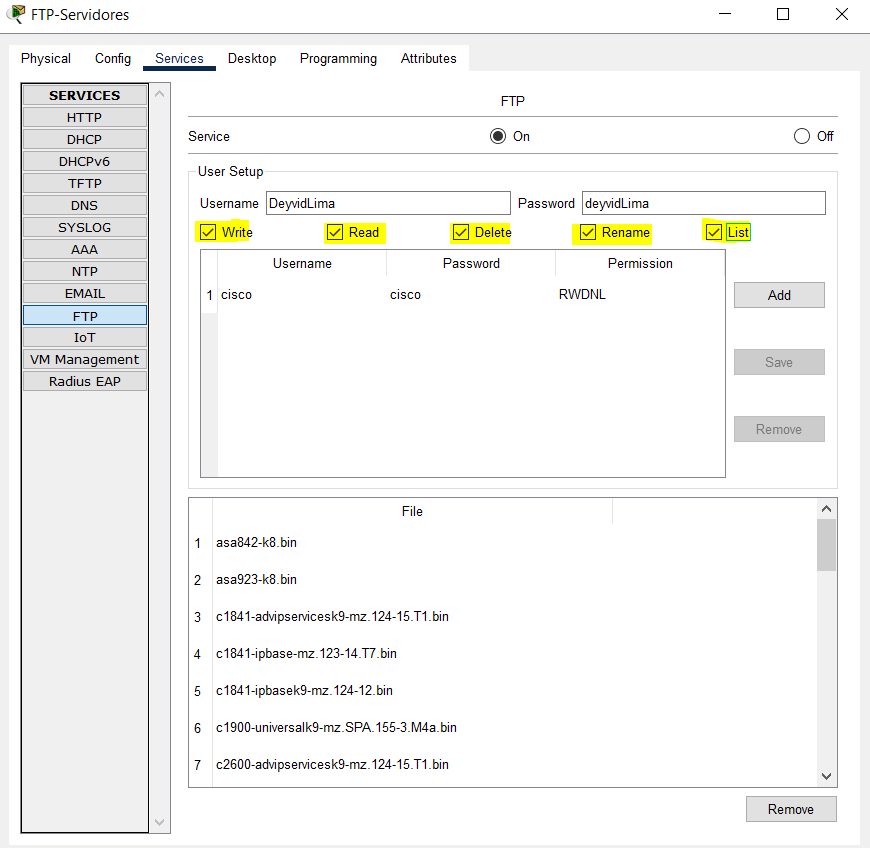 FTP-Servidores
Physical Config Services Desktop Programming Attributes
SERVICES
HTTP
DHCP
DHCPv6
TFTP
DNS
SYSLOG
AAA
NTP
EMAIL
FTP
IoT
VM Management
Radius EAP
FTP
Service On Off
User Setup
Username DeyvidLima Password deyvidLima
Write Read Delete Rename List
Username Password Permission
1 cisco cisco RWDNL
Add
Save
Remove
File
1 asa842-k8.bin
2 asa923-k8.bin
3 c1841-advipservicesk9-mz.124-15.T1.bin
4 c1841-ipbase-mz.123-14.T7.bin
5 c1841-ipbasek9-mz.124-12.bin
6 c1900-universalk9-mz.SPA.155-3.M4a.bin
7 c2600-advipservicesk9-mz.124-15.T1.bin
Remove